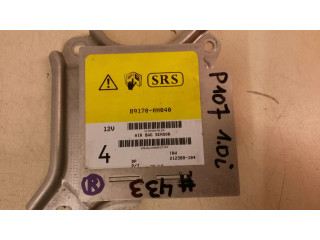 SRS
89170-0H040
12V
AIR BAG SENSOR
4
P107 1.0i
R
#433